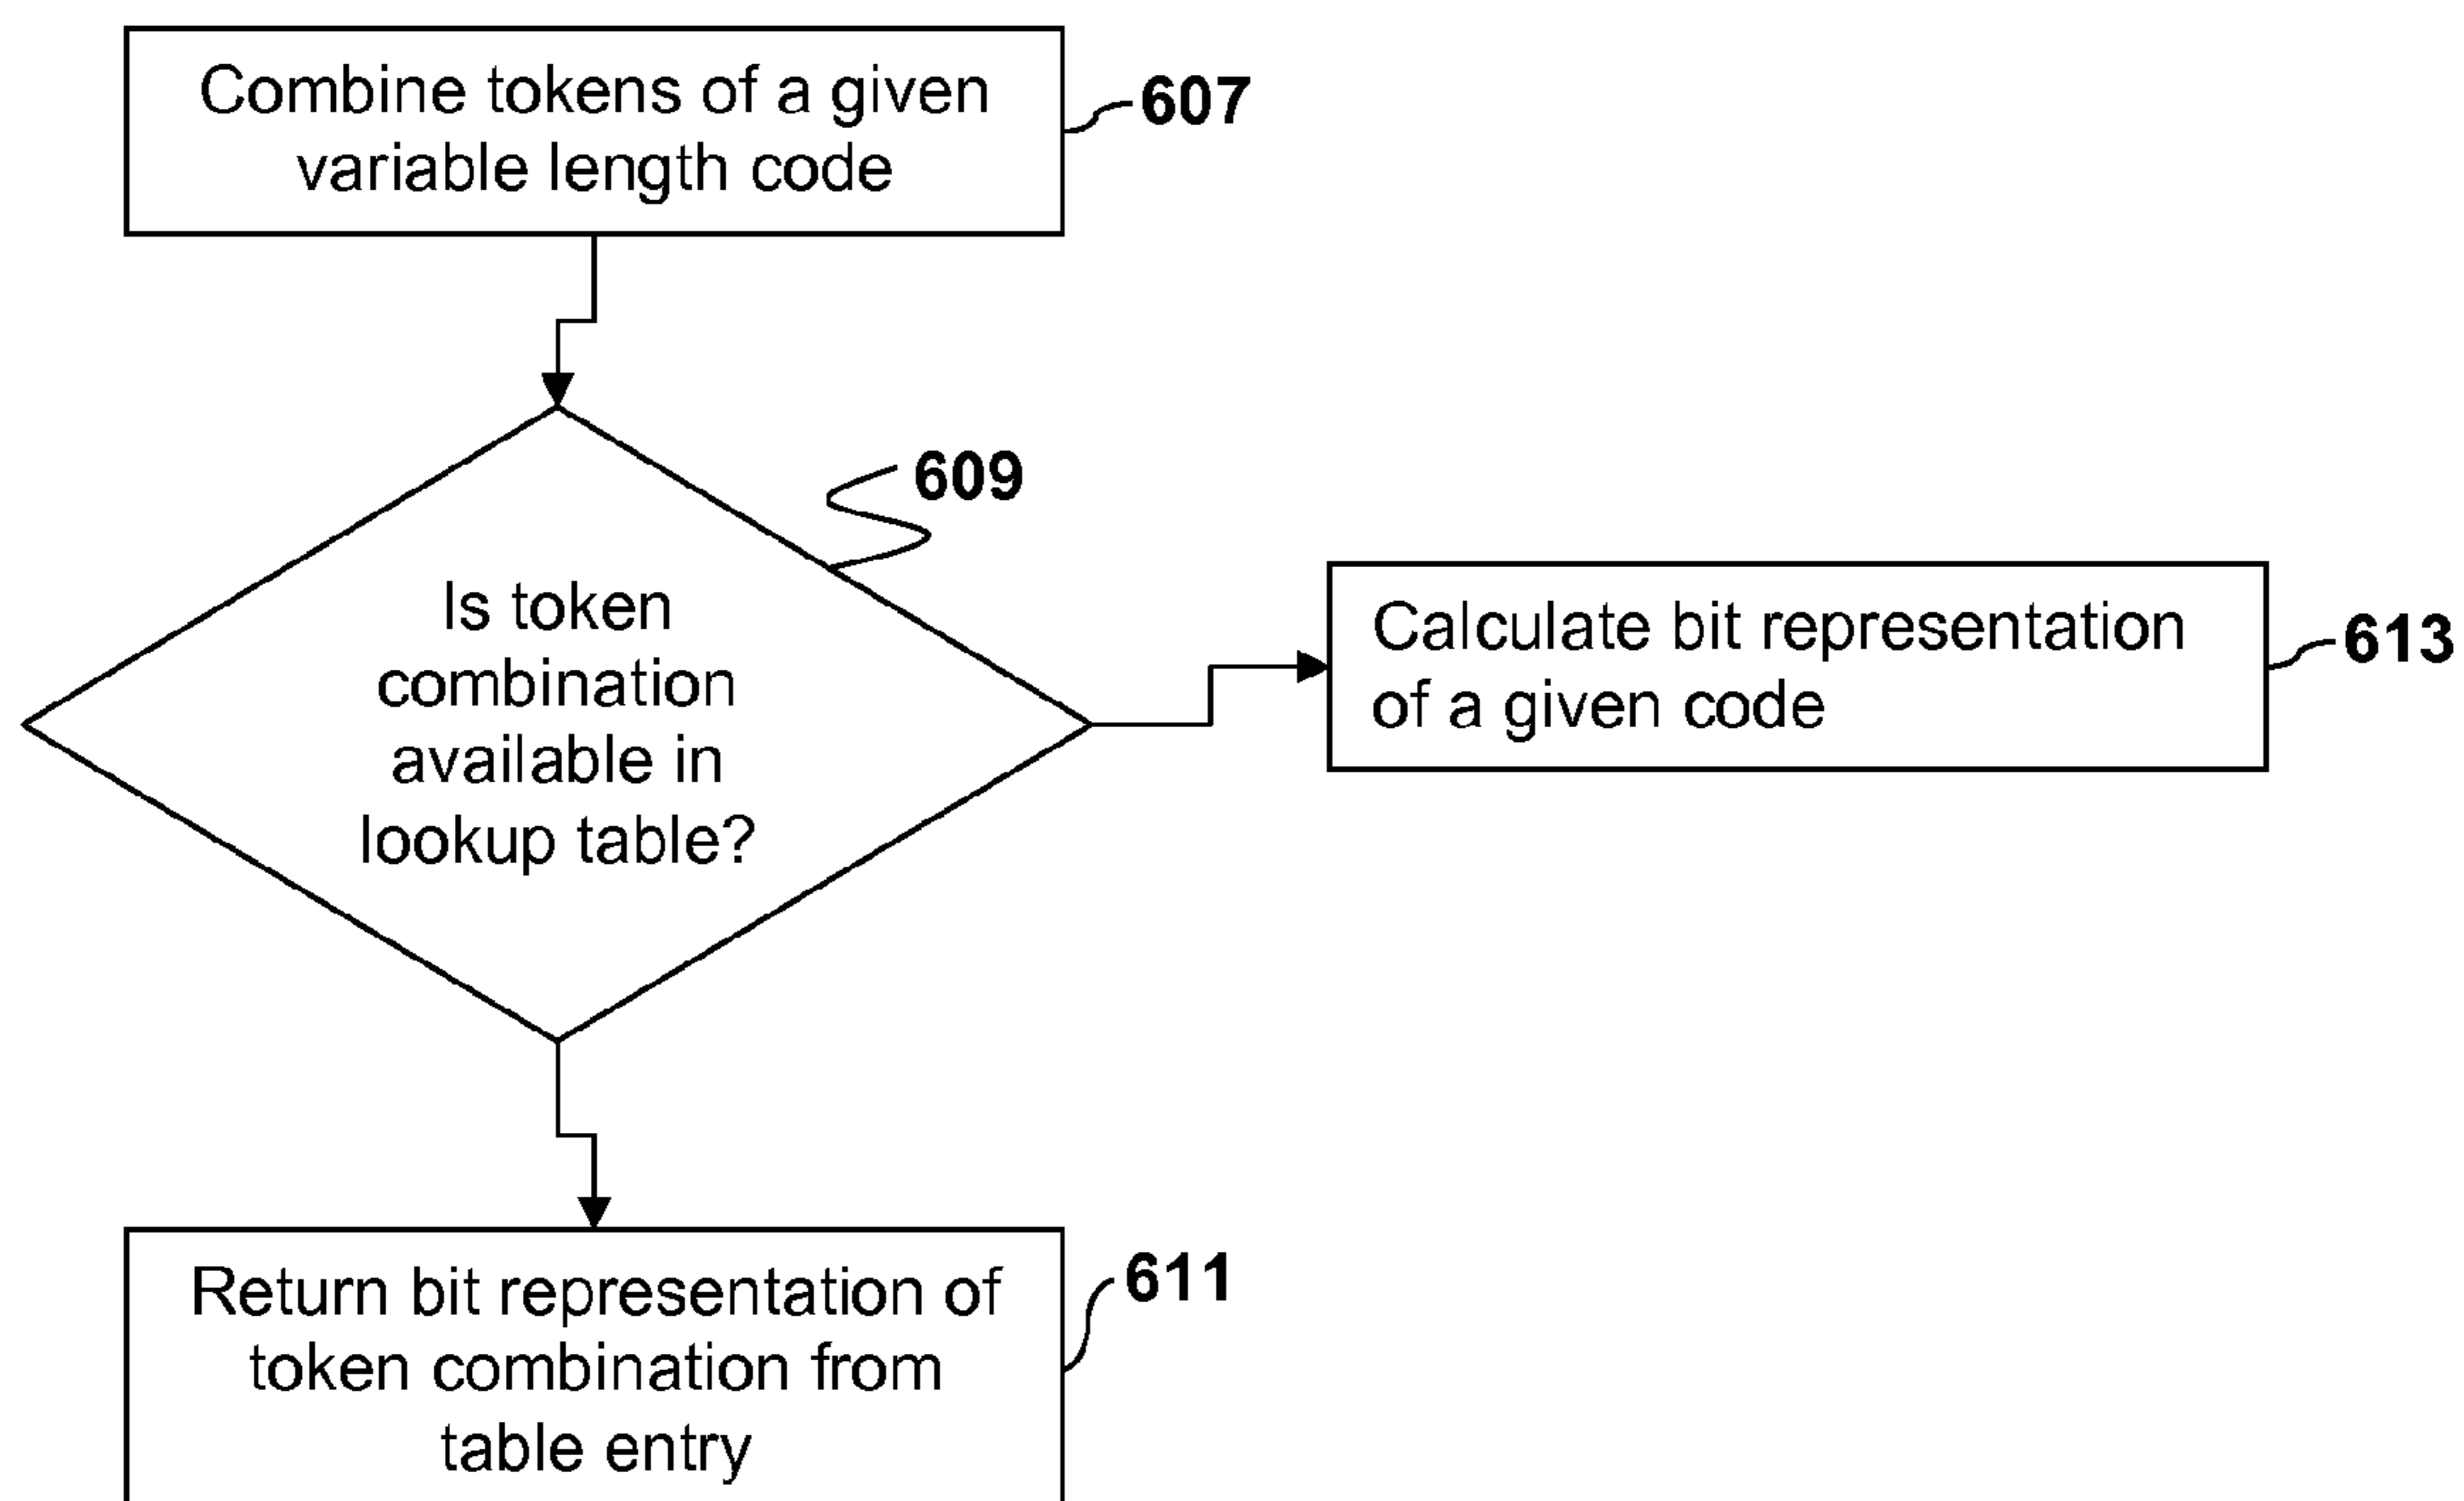 Combine tokens of a given
variable length code
607
609
Is token
combination
available in
lookup table?
Calculate bit representation
of a given code
613
Return bit representation of
token combination from
table entry
611